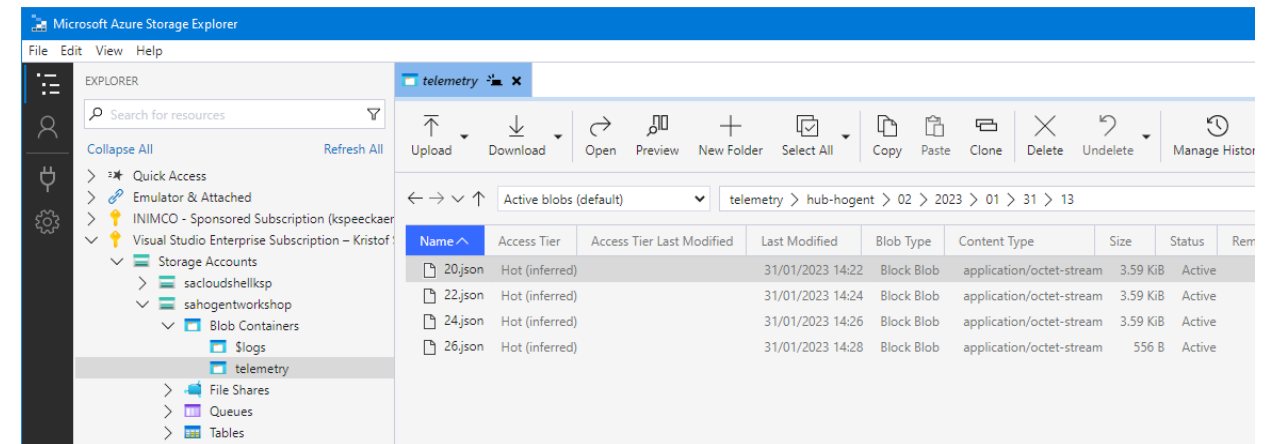 Microsoft Azure Storage Explorer
File Edit View Help
EXPLORER
Search for resources
Collapse All Refresh All
Quick Access
Emulator & Attached
INIMCO - Sponsored Subscription (kspeeckaer
Visual Studio Enterprise Subscription – Kristof
Storage Accounts
sacloudshellksp
sahogentworkshop
Blob Containers
$logs
telemetry
File Shares
Queues
Tables
telemetry
Upload Download Open Preview New Folder Select All Copy Paste Clone Delete Undelete Manage Histor
Active blobs (default) telemetry > hub-hogent > 02 > 2023 > 01 > 31 > 13
Name Access Tier Access Tier Last Modified Last Modified Blob Type Content Type Size Status Rem
20.json Hot (inferred) 31/01/2023 14:22 Block Blob application/octet-stream 3.59 KiB Active
22.json Hot (inferred) 31/01/2023 14:24 Block Blob application/octet-stream 3.59 KiB Active
24.json Hot (inferred) 31/01/2023 14:26 Block Blob application/octet-stream 3.59 KiB Active
26.json Hot (inferred) 31/01/2023 14:28 Block Blob application/octet-stream 556 B Active